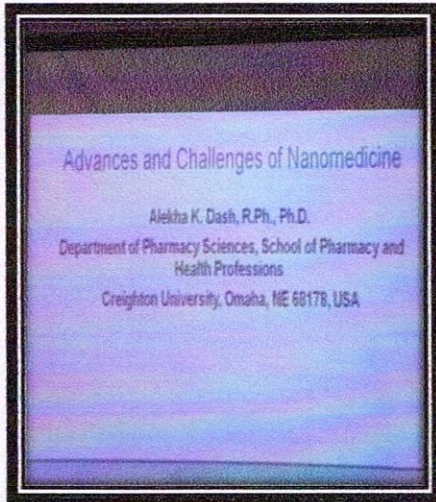 Advances and Challenges of Nanomedicine
Alekha K. Dash, R.Ph., Ph.D.
Department of Pharmacy Sciences, School of Pharmacy and
Health Professions
Creighton University, Omaha, NE 68178, USA